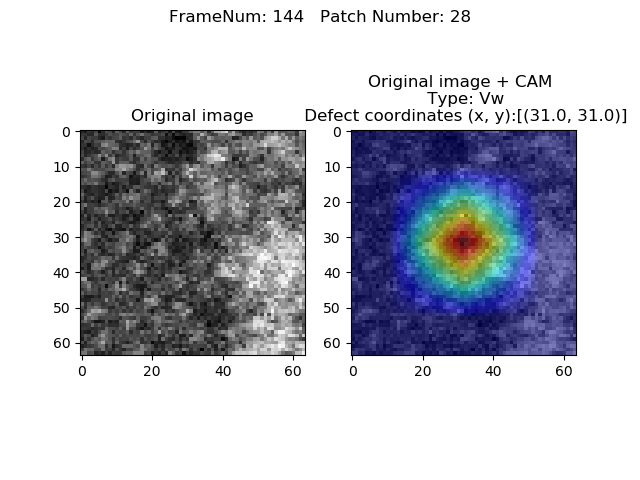 FrameNum: 144   Patch Number: 28
Original image
0
10
20
30
40
50
60
0 20 40 60
Original image + CAM
Type: Vw
Defect coordinates (x, y):[(31.0, 31.0)]
0
10
20
30
40
50
60
0 20 40 60